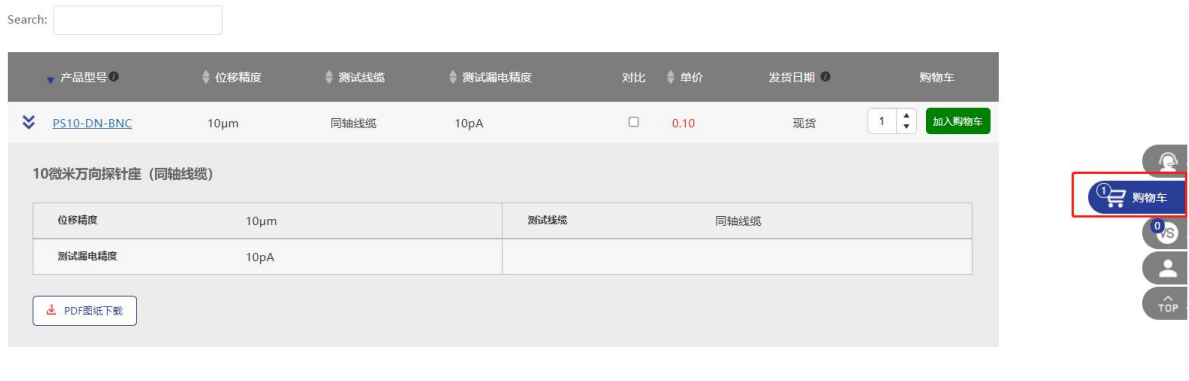 Search:
产品型号 位移精度 测试线缆 测试漏电精度 对比 单价 发货日期 购物车
PS10-DN-BNC 10μm 同轴线缆 10pA 0.10 现货 1 加入购物车
10微米万向探针座（同轴线缆）
1 购物车
位移精度 10μm 测试线缆 同轴线缆
0 VS
测试漏电精度 10pA
TOP
PDF图纸下载